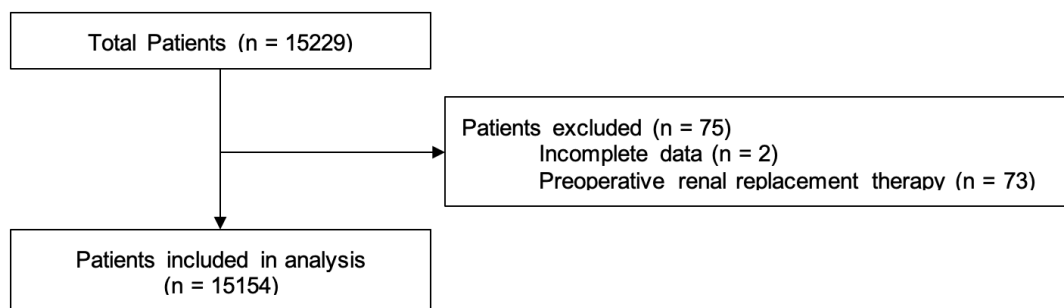 Total Patients (n = 15229)
Patients excluded (n = 75)
Incomplete data (n = 2)
Preoperative renal replacement therapy (n = 73)
Patients included in analysis
(n = 15154)